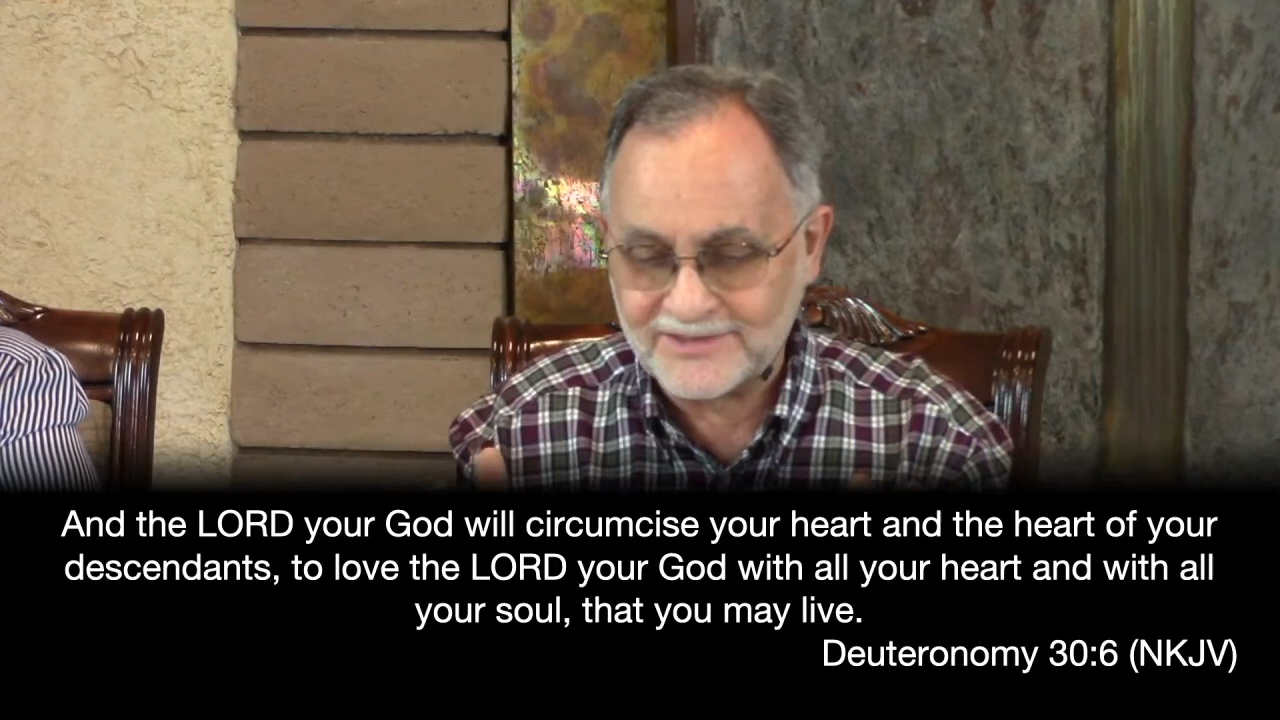 And the LORD your God will circumcise your heart and the heart of your
descendants, to love the LORD your God with all your heart and with all
your soul, that you may live.
Deuteronomy 30:6 (NKJV)